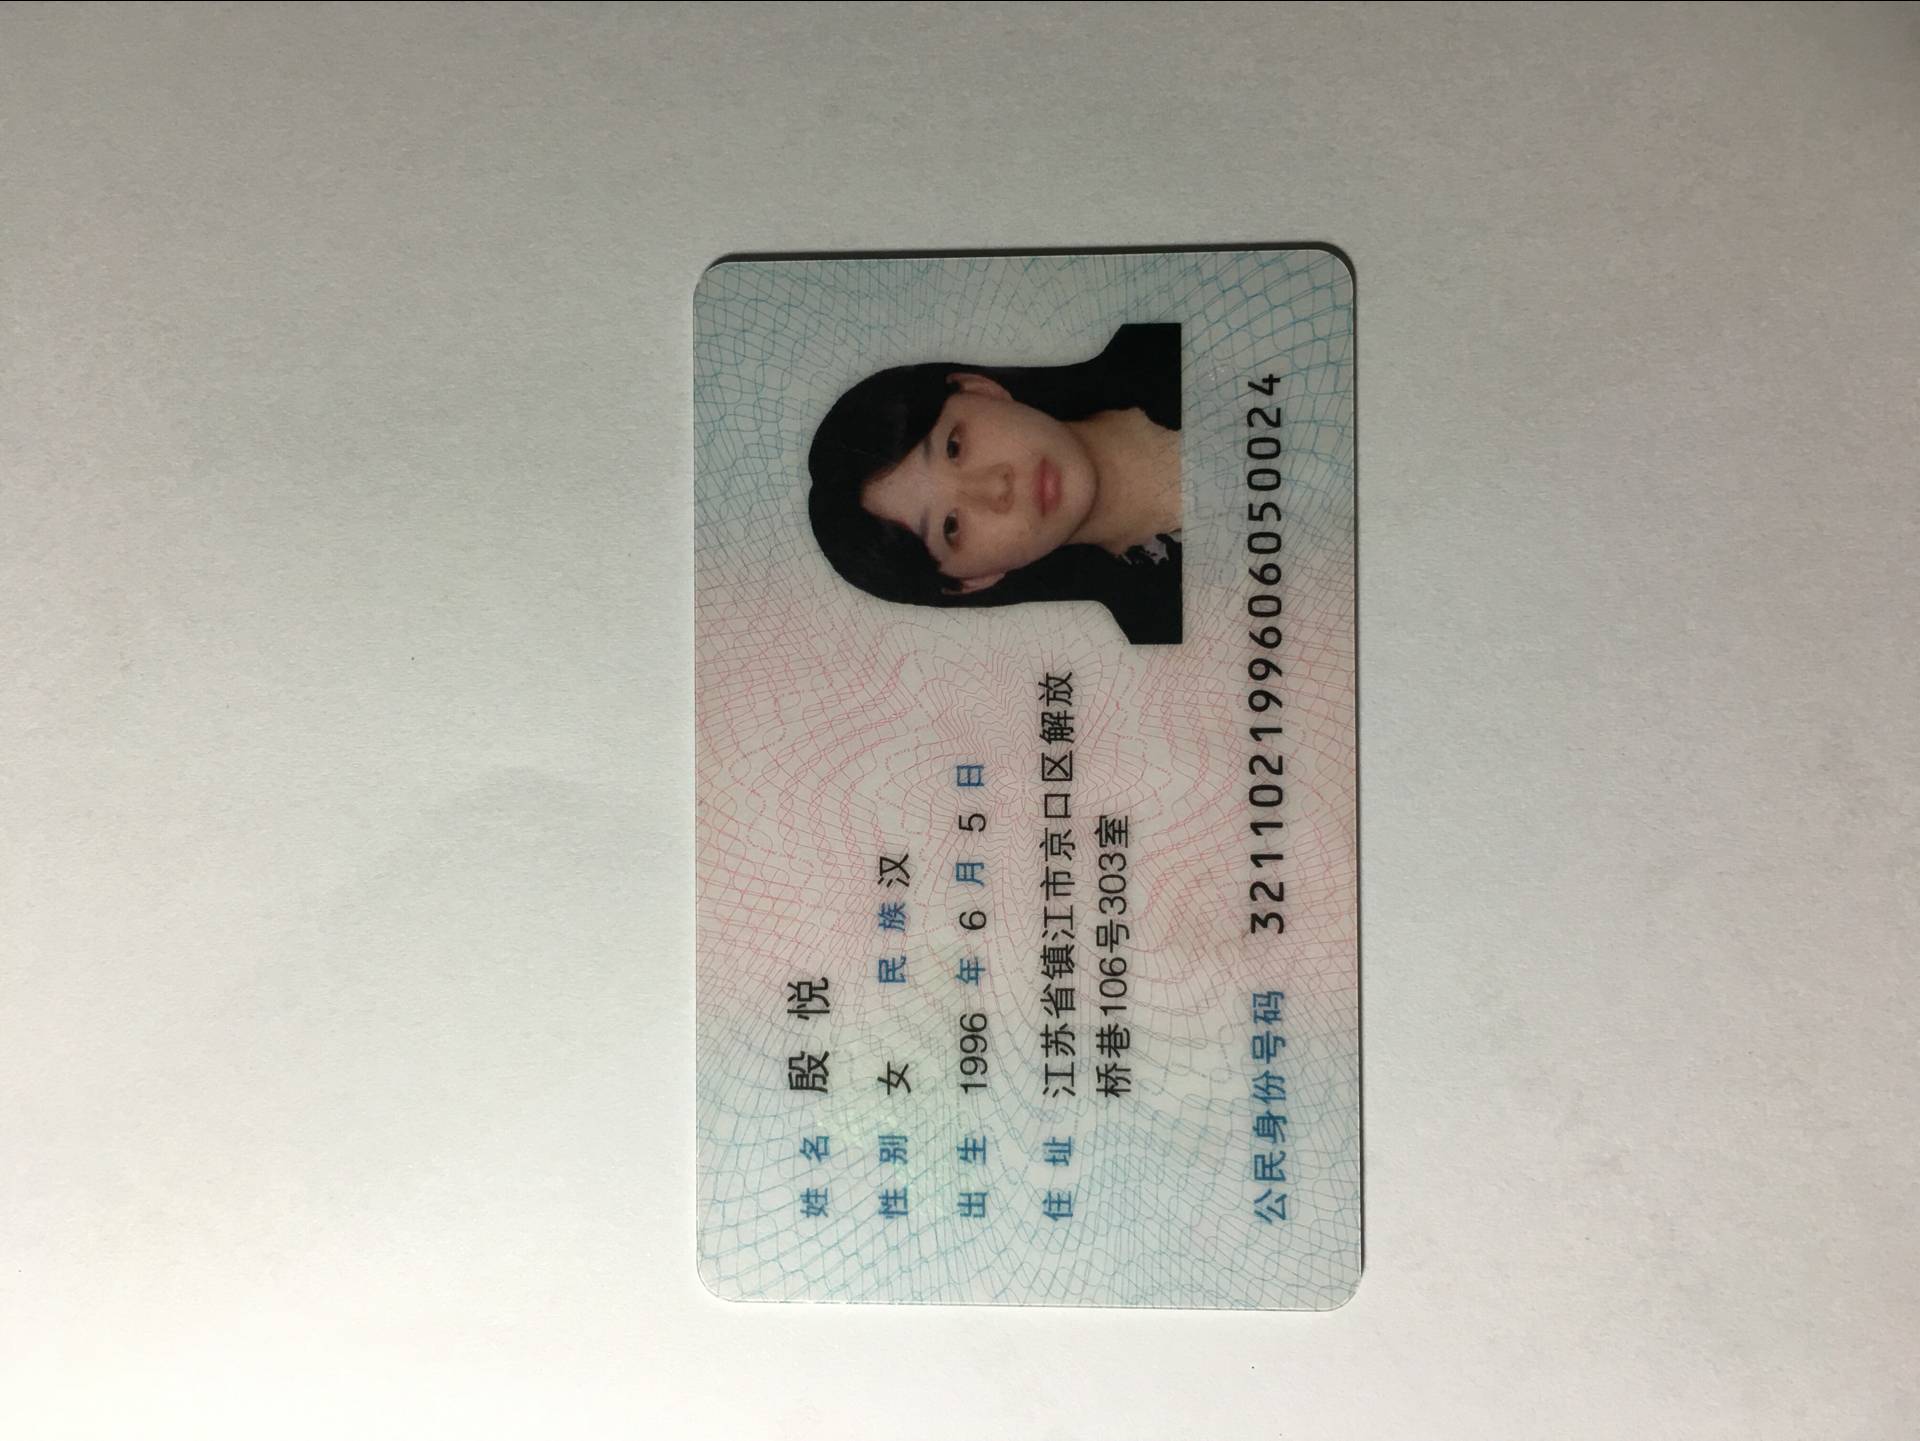 姓名 殷悦
性别 女 民族 汉
出生 1996 年 6 月 5 日
住址 江苏省镇江市京口区解放
桥巷106号303室
公民身份号码 321102199606050024